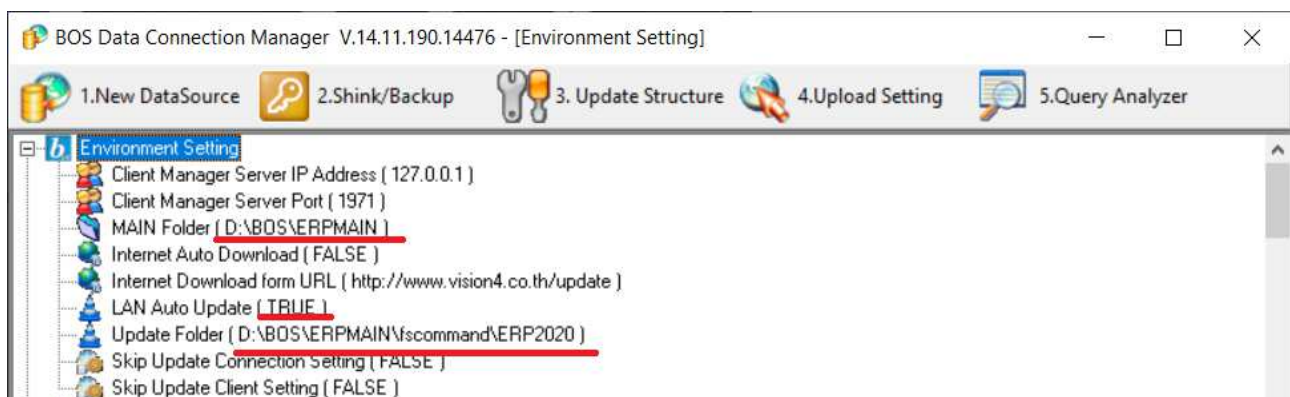 BOS Data Connection Manager V.14.11.190.14476 - [Environment Setting]
1.New DataSource 2.Shink/Backup 3. Update Structure 4.Upload Setting 5.Query Analyzer
Environment Setting
Client Manager Server IP Address ( 127.0.0.1 )
Client Manager Server Port ( 1971 )
MAIN Folder ( D:\BOS\ERPMAIN )
Internet Auto Download ( FALSE )
Internet Download form URL ( http://www.vision4.co.th/update )
LAN Auto Update ( TRUE )
Update Folder ( D:\BOS\ERPMAIN\fscommand\ERP2020 )
Skip Update Connection Setting ( FALSE )
Skip Update Client Setting ( FALSE )